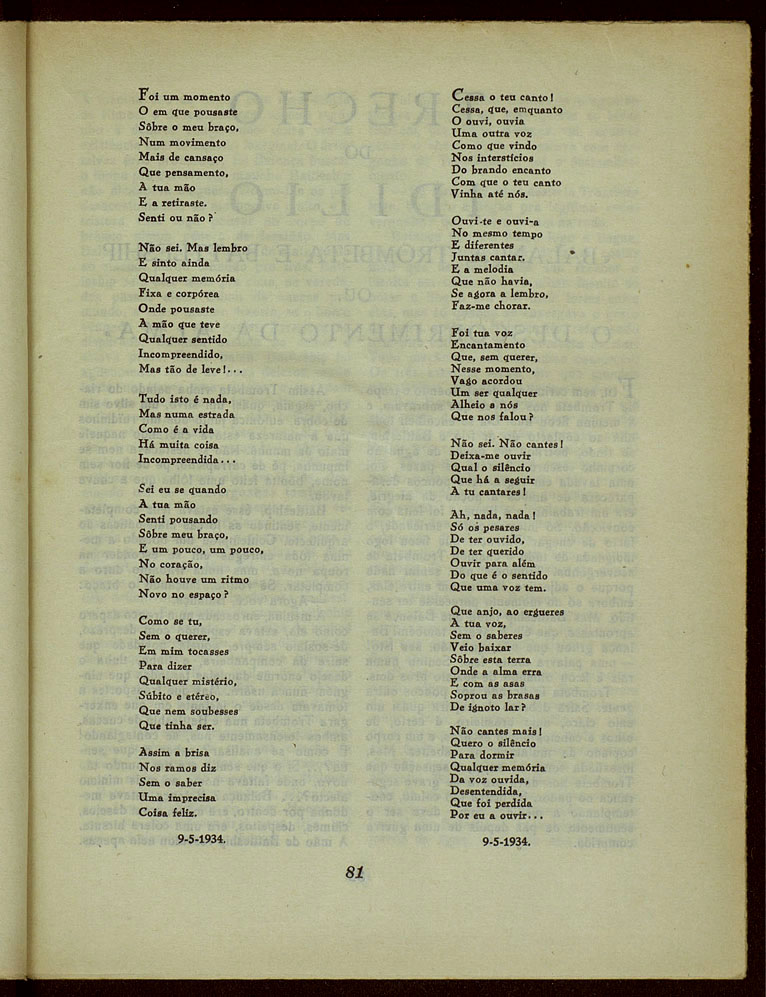 Foi um momento
O em que pousaste
Sôbre o meu braço,
Num movimento
Mais de cansaço
Que pensamento,
A tua mão
E a retiraste.
Senti ou não?

Não sei. Mas lembro
E sinto ainda
Qualquer memória
Fixa e corpórea
Onde pousaste
A mão que teve
Qualquer sentido
Incompreendido,
Mas tão de leve!...

Tudo isto é nada,
Mas numa estrada
Como é a vida
Há muita coisa
Incompreendida...

Sei eu se quando
A tua mão
Senti pousando
Sôbre meu braço,
E um pouco, um pouco,
No coração,
Não houve um ritmo
Novo no espaço?

Como se tu,
Sem o querer,
Em mim tocasses
Para dizer
Qualquer mistério,
Súbito e etéreo,
Que nem soubesses
Que tinha ser.

Assim a brisa
Nos ramos diz
Sem o saber
Uma imprecisa
Coisa feliz.

9-5-1934.

Cessa o teu canto!
Cessa, que, emquanto
O ouvi, ouvia
Uma outra voz
Como que vindo
Nos interstícios
Do brando encanto
Com que o teu canto
Vinha até nós.

Ouvi-te e ouvi-a
No mesmo tempo
E diferentes
Juntas cantar.
E a melodia
Que não havia,
Se agora a lembro,
Faz-me chorar.

Foi tua voz
Encantamento
Que, sem querer,
Nesse momento,
Vago acordou
Um ser qualquer
Alheio a nós
Que nos falou?

Não sei. Não cantes!
Deixa-me ouvir
Qual o silêncio
Que há a seguir
A tu cantares!

Ah, nada, nada!
Só os pesares
De ter ouvido,
De ter querido
Ouvir para além
Do que é o sentido
Que uma voz tem.

Que anjo, ao ergueres
A tua voz,
Sem o saberes
Veio baixar
Sôbre esta terra
Onde a alma erra
E com as asas
Soprou as brasas
De ignoto lar?

Não cantes mais!
Quero o silêncio
Para dormir
Qualquer memória
Da voz ouvida,
Desentendida,
Que foi perdida
Por eu a ouvir...

9-5-1934.

81